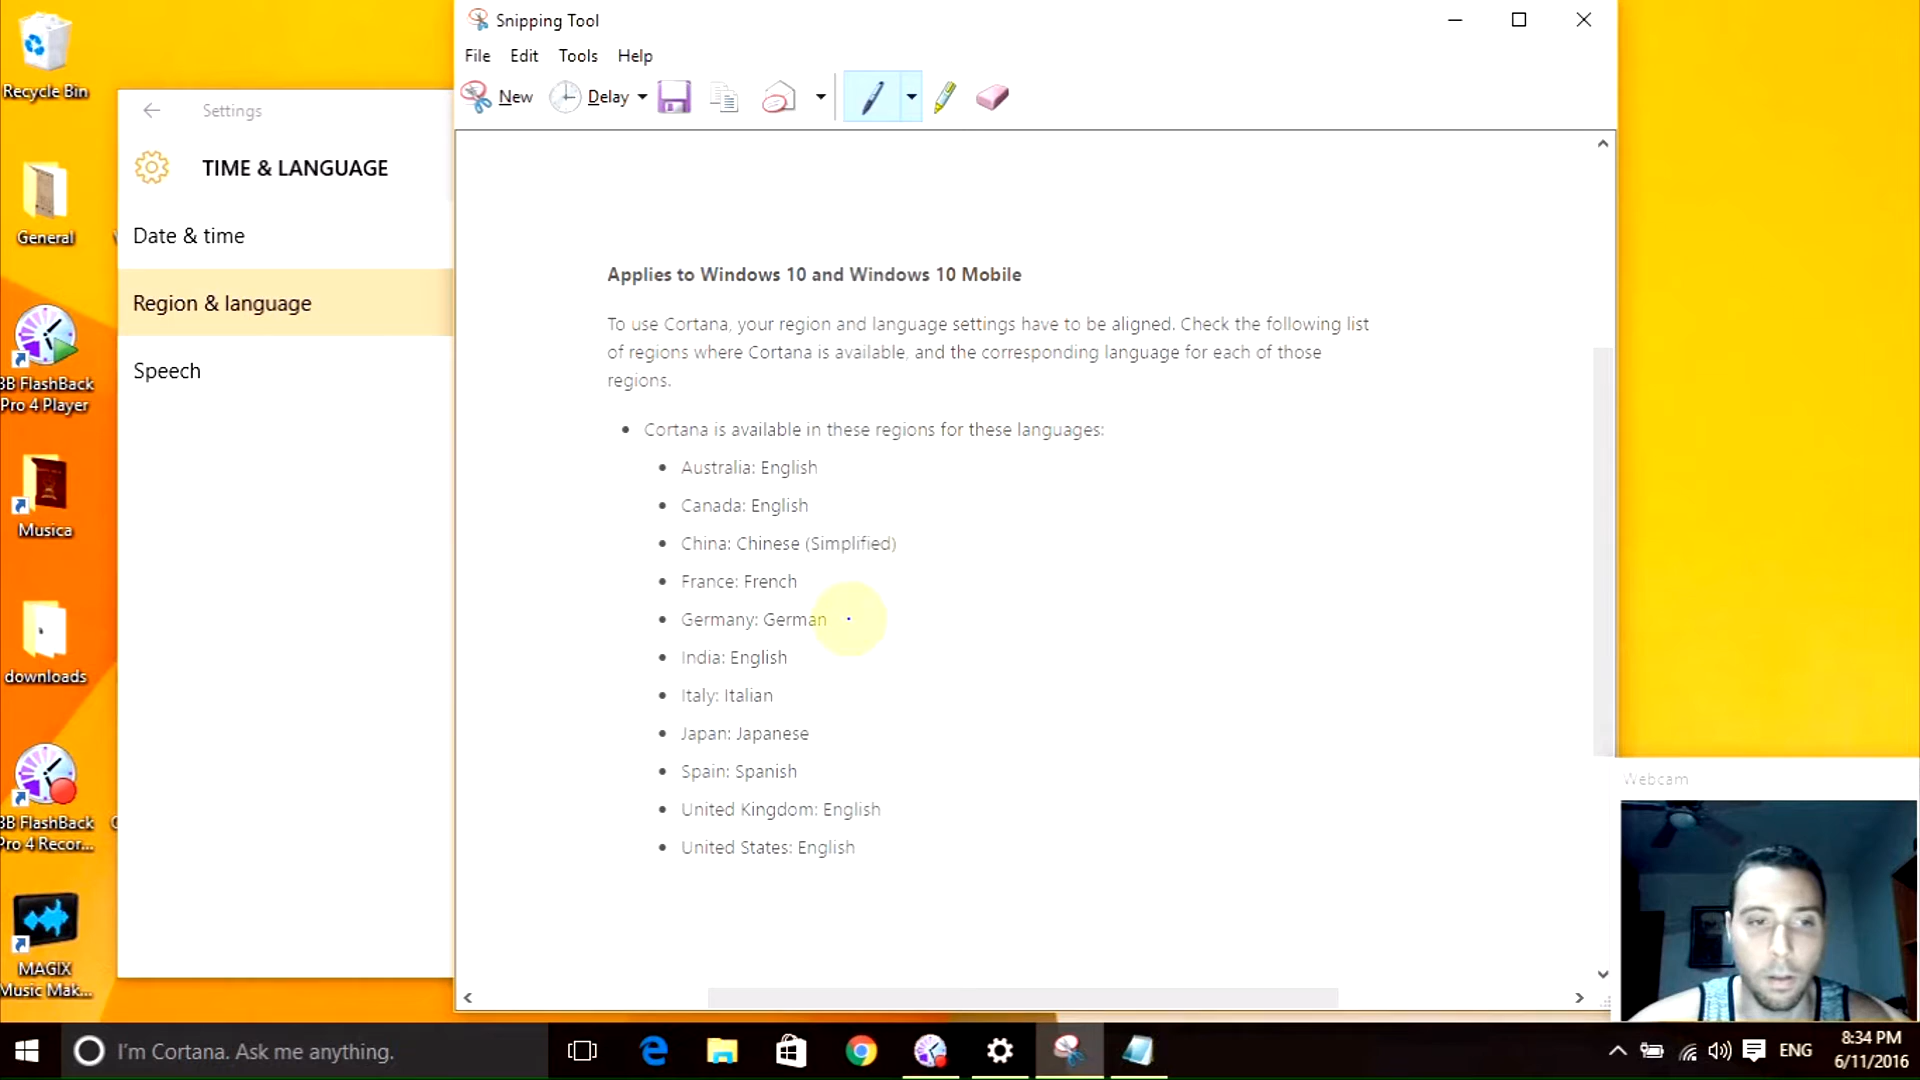 Recycle Bin
General
BB FlashBack
Pro 4 Player
Musica
downloads
BB FlashBack
Pro 4 Recor...
MAGIX
Music Mak...
Settings
TIME & LANGUAGE
Date & time
Region & language
Speech
Snipping Tool
File Edit Tools Help
New Delay
Applies to Windows 10 and Windows 10 Mobile
To use Cortana, your region and language settings have to be aligned. Check the following list
of regions where Cortana is available, and the corresponding language for each of those
regions.
Cortana is available in these regions for these languages:
Australia: English
Canada: English
China: Chinese (Simplified)
France: French
Germany: German
India: English
Italy: Italian
Japan: Japanese
Spain: Spanish
United Kingdom: English
United States: English
Webcam
I'm Cortana. Ask me anything.
ENG
8:34 PM
6/11/2016